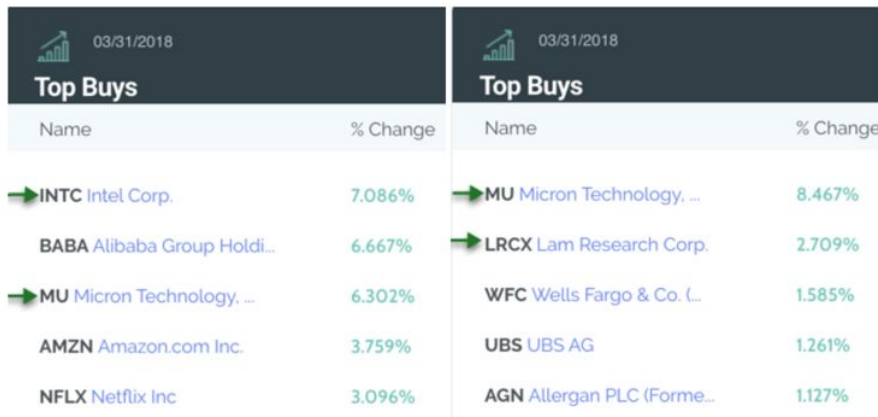 03/31/2018
Top Buys
Name % Change
INTC Intel Corp. 7.086%
BABA Alibaba Group Holdi... 6.667%
MU Micron Technology, ... 6.302%
AMZN Amazon.com Inc. 3.759%
NFLX Netflix Inc 3.096%
03/31/2018
Top Buys
Name % Change
MU Micron Technology, ... 8.467%
LRCX Lam Research Corp. 2.709%
WFC Wells Fargo & Co. (... 1.585%
UBS UBS AG 1.261%
AGN Allergan PLC (Forme... 1.127%